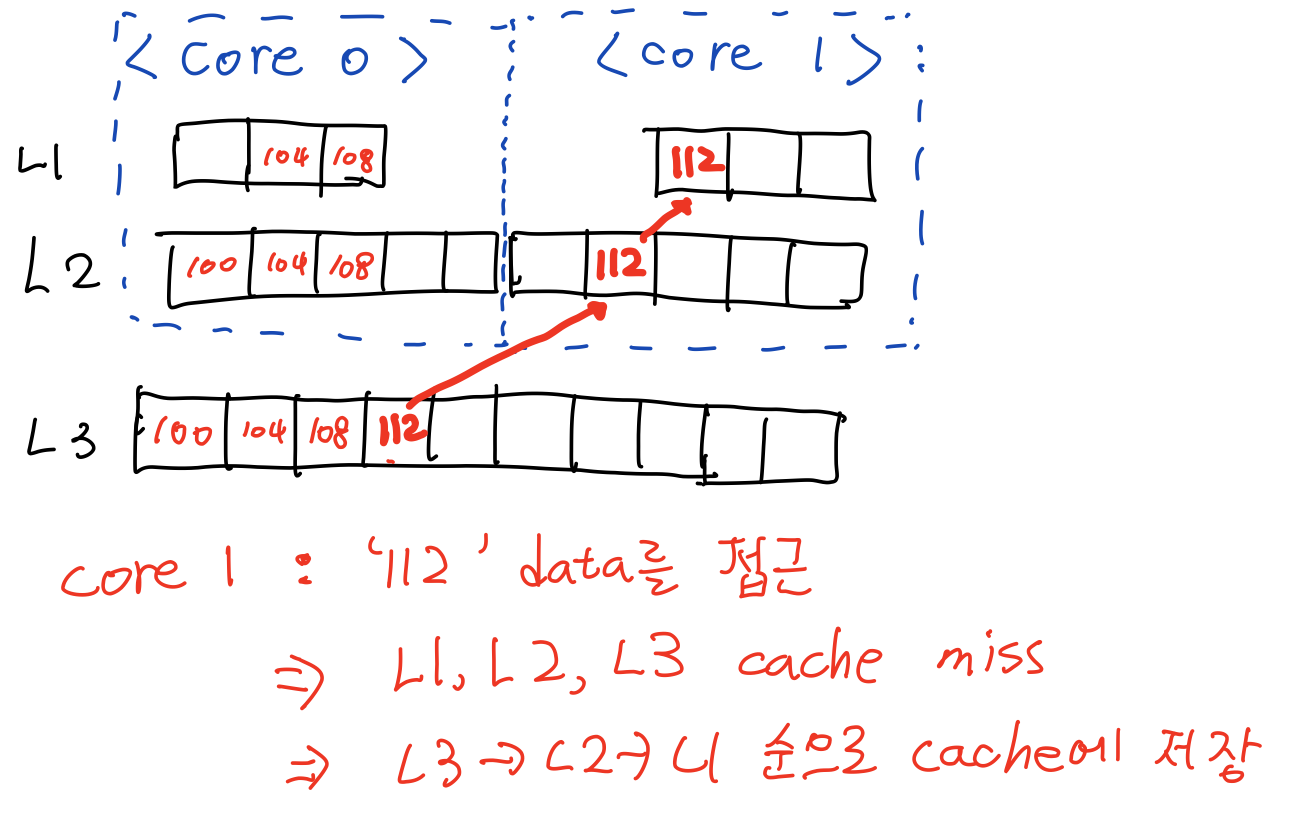 <core 0> <core 1>
L1 104 108 112
L2 100 104 108 112
L3 100 104 108 112
core 1 : '112' data를 접근
⇒ L1, L2, L3 cache miss
⇒ L3→L2→L1 순으로 cache에 저장